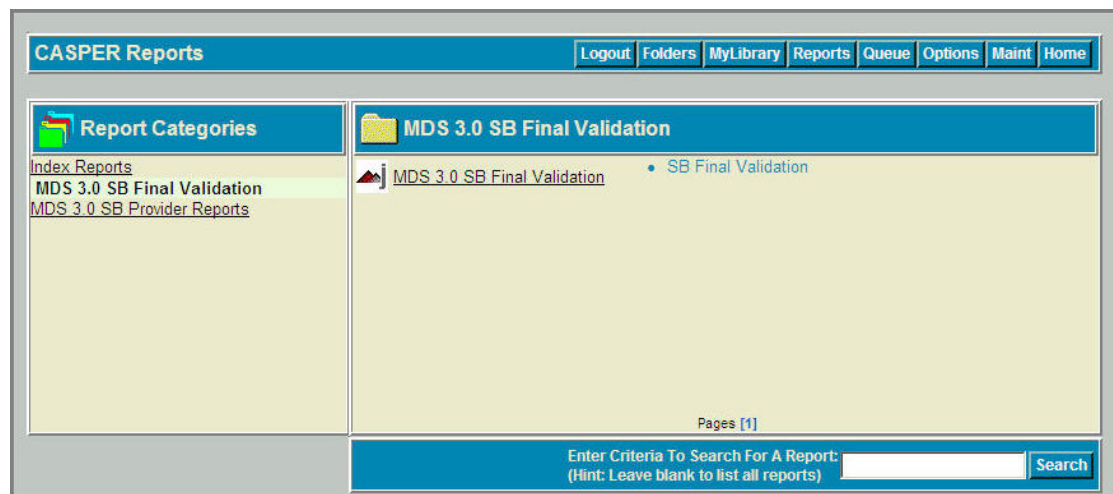 CASPER Reports
Logout Folders MyLibrary Reports Queue Options Maint Home
Report Categories
Index Reports
MDS 3.0 SB Final Validation
MDS 3.0 SB Provider Reports
MDS 3.0 SB Final Validation
MDS 3.0 SB Final Validation
• SB Final Validation
Pages [1]
Enter Criteria To Search For A Report:
(Hint: Leave blank to list all reports)
Search